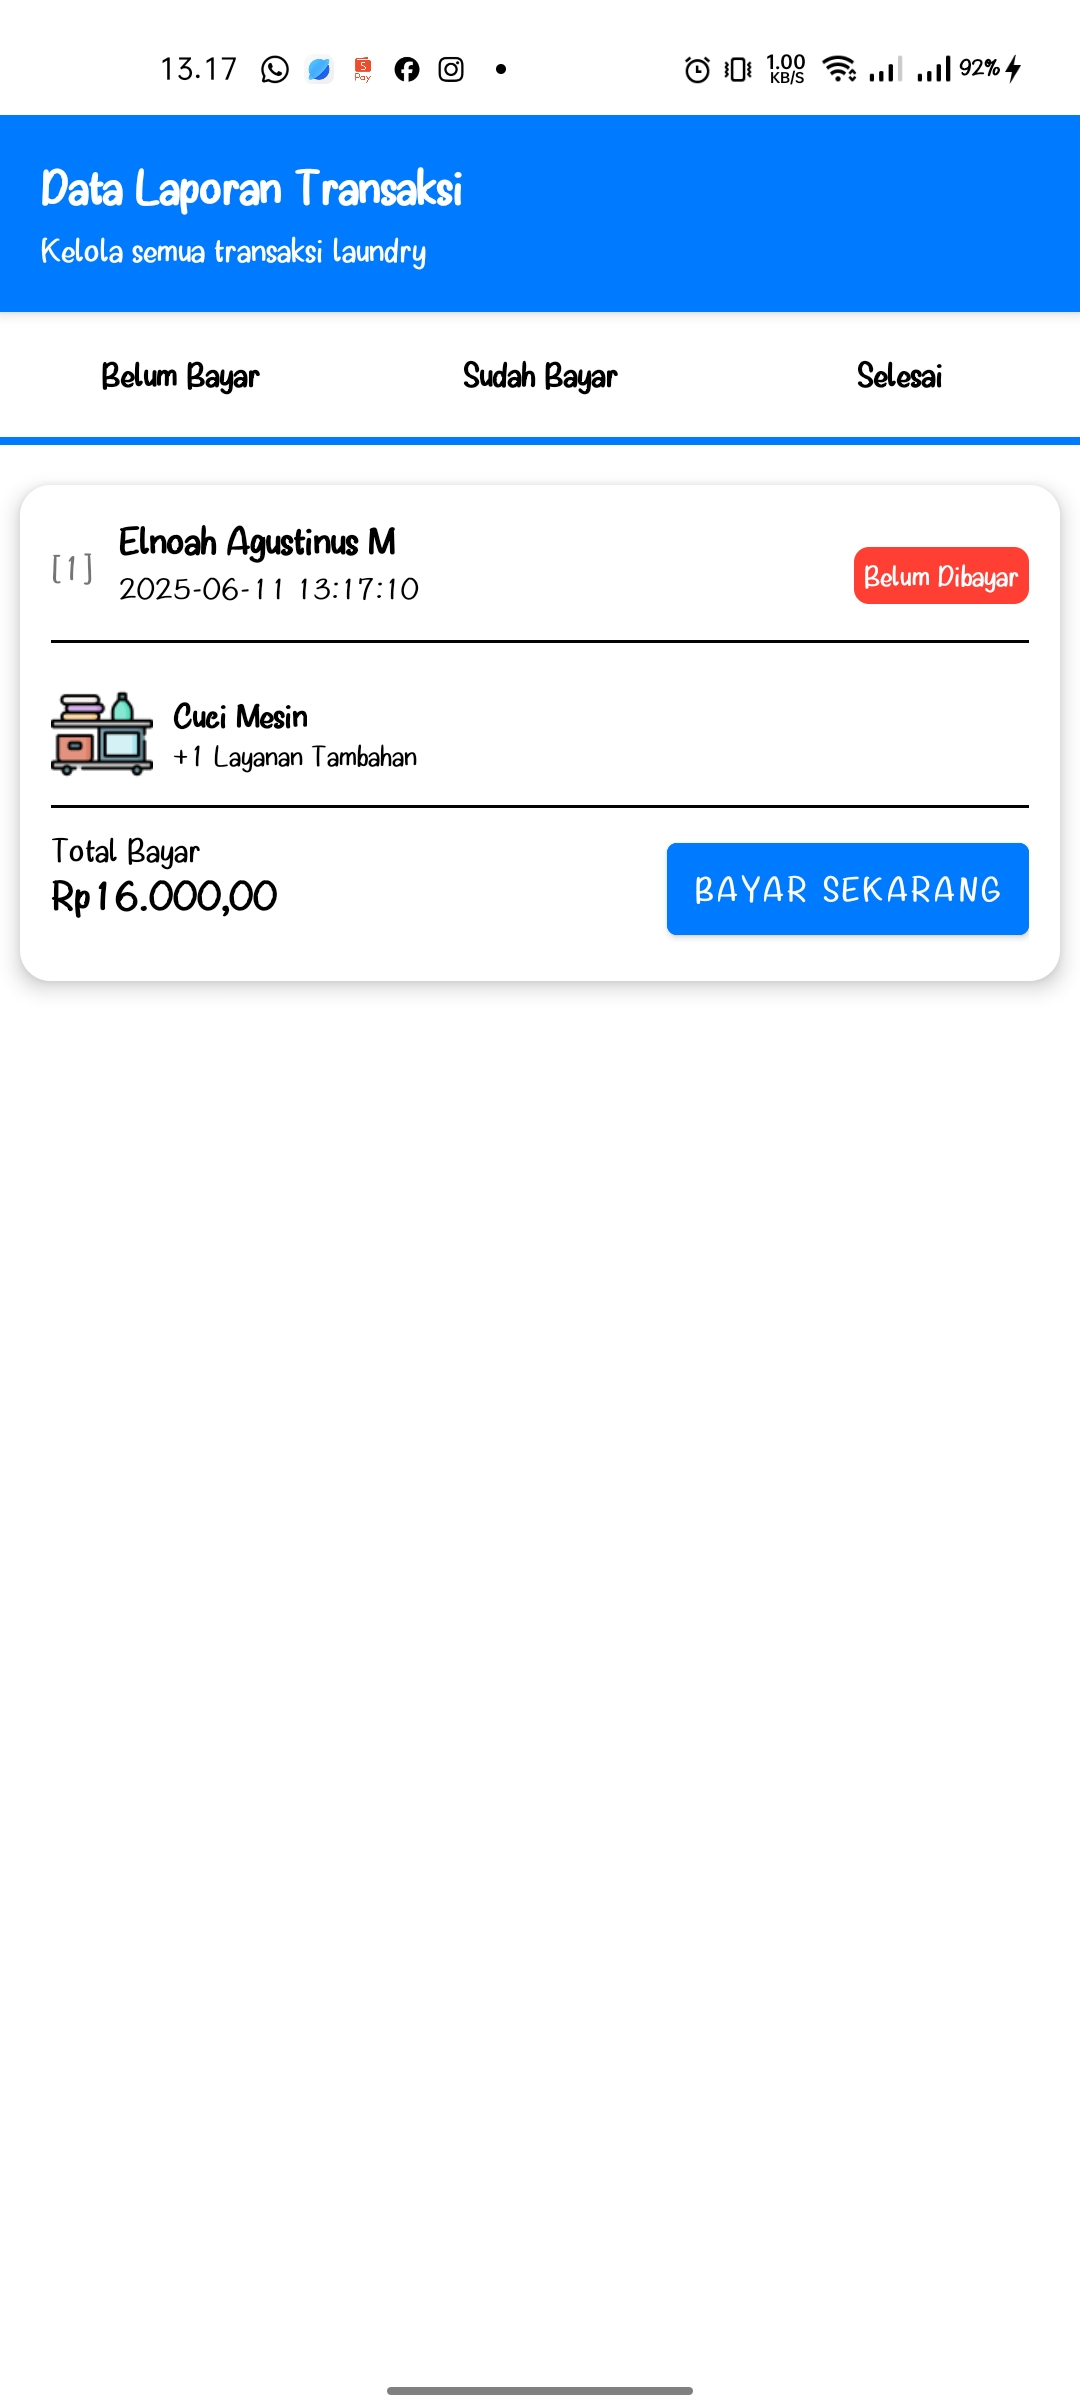 13.17
5
Pay
1.00
KB/S
92%
Data Laporan Transaksi
Kelola semua transaksi laundry
Belum Bayar
Sudah Bayar
Selesai
[1]
Elnoah Agustinus M
2025-06-11 13:17:10
Belum Dibayar
Cuci Mesin
+1 Layanan Tambahan
Total Bayar
Rp16.000,00
BAYAR SEKARANG